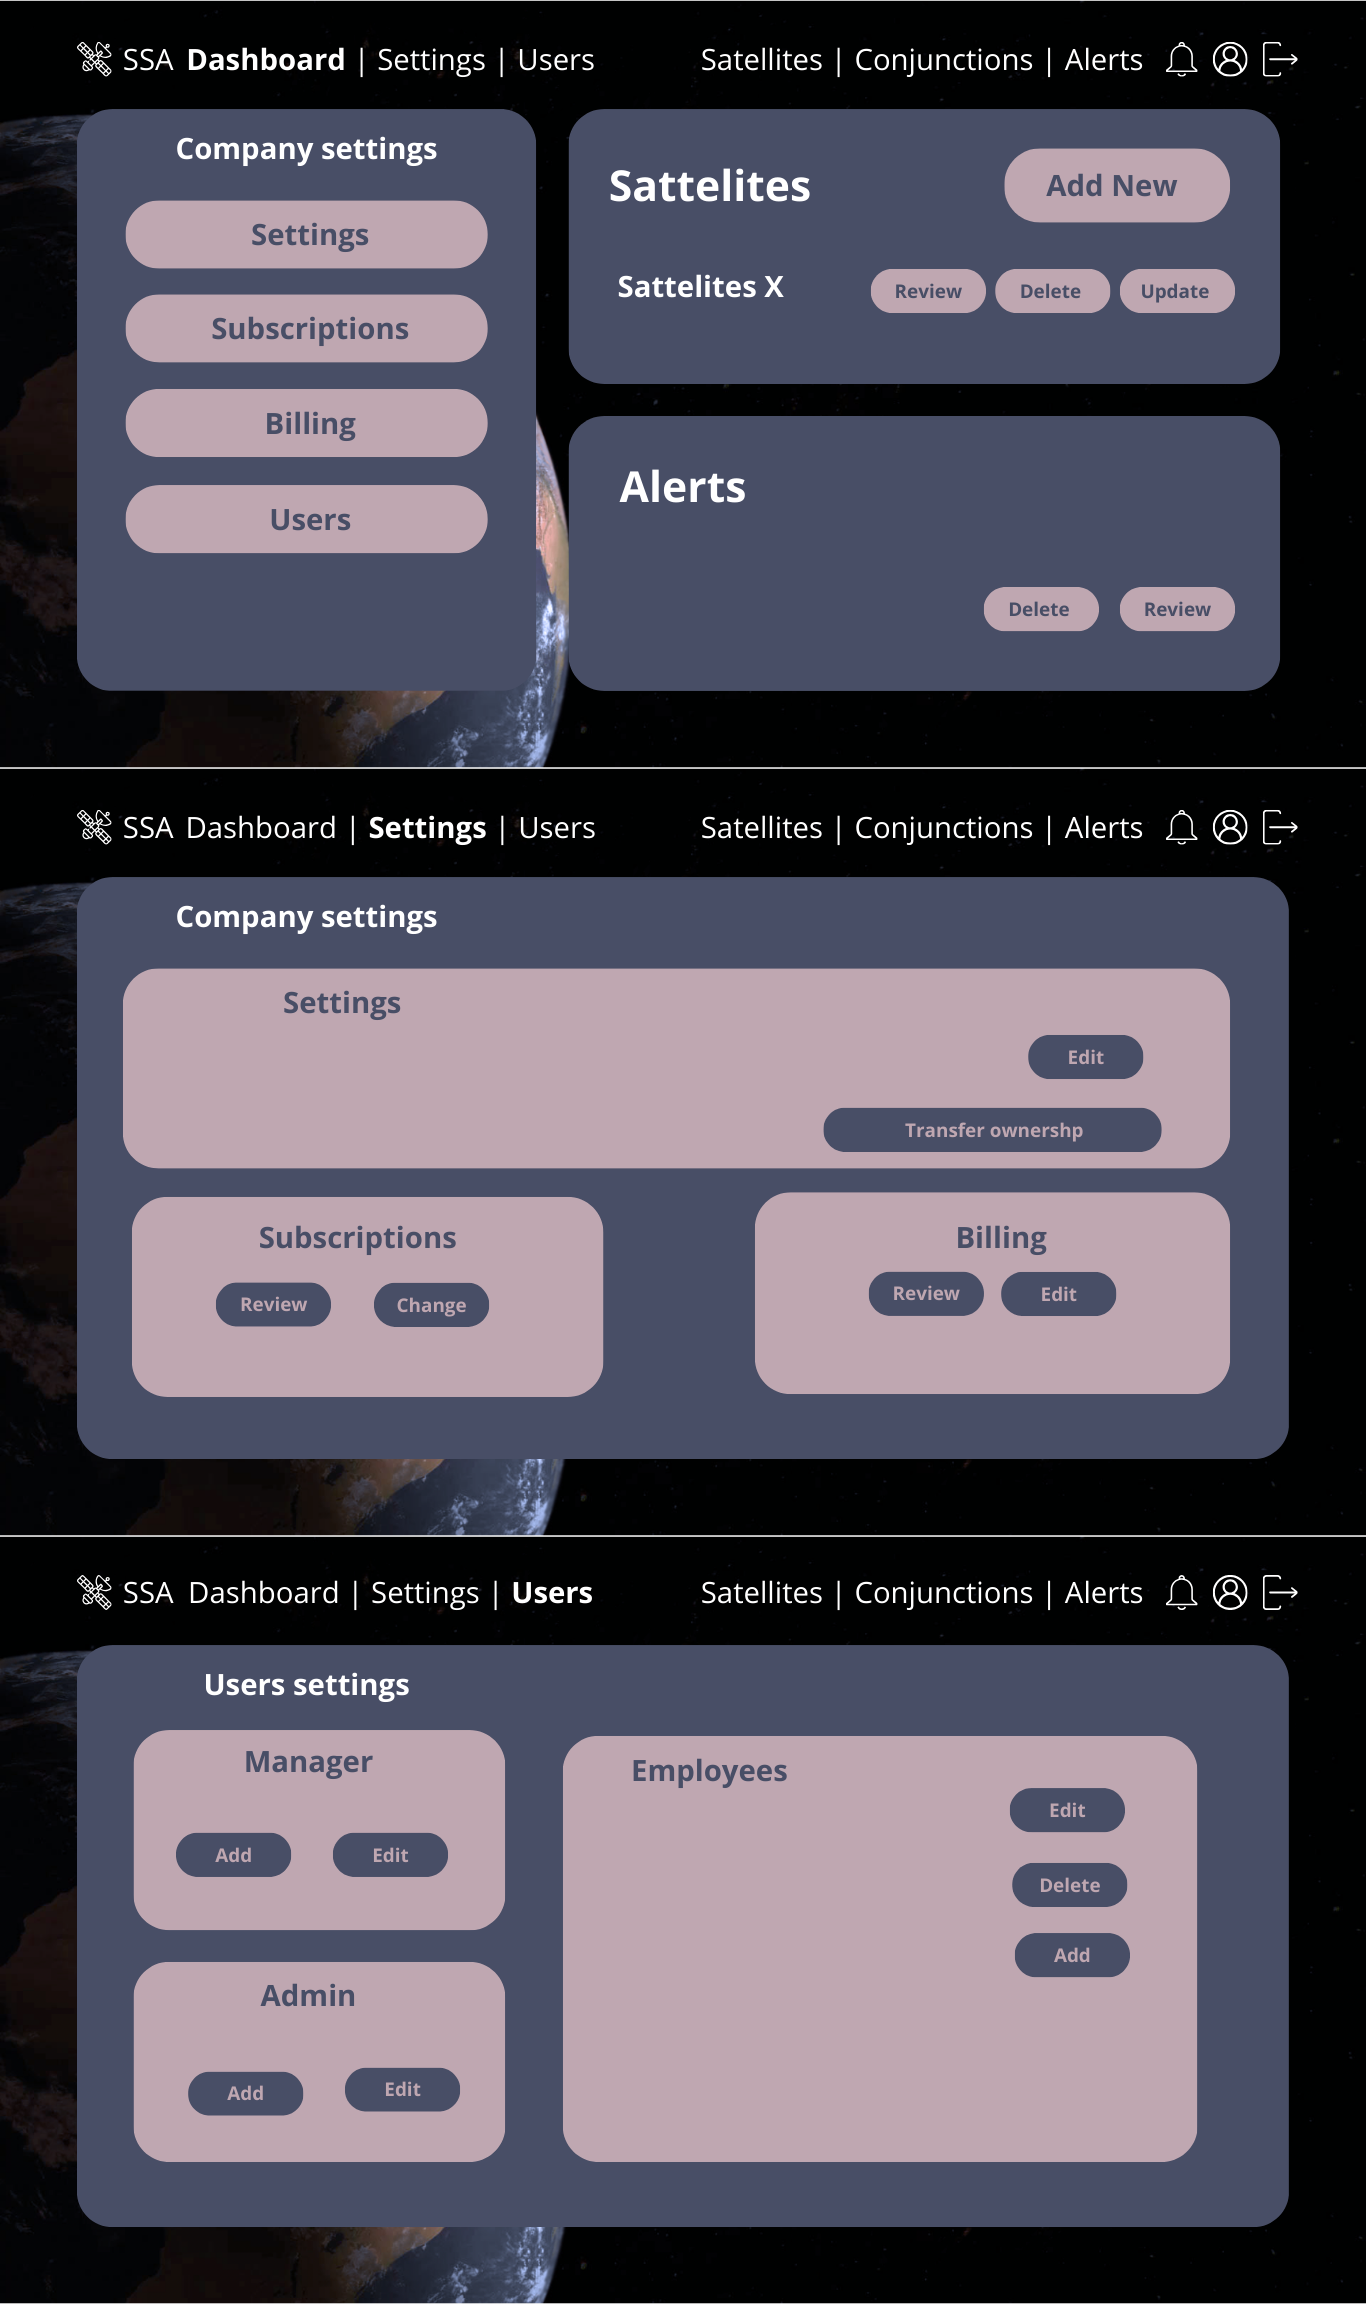 SSA Dashboard | Settings | Users Satellites | Conjunctions | Alerts
Company settings
Settings
Subscriptions
Billing
Users
Sattelites
Add New
Sattelites X
Review Delete Update
Alerts
Delete Review
SSA Dashboard | Settings | Users Satellites | Conjunctions | Alerts
Company settings
Settings
Edit
Transfer ownershp
Subscriptions
Review Change
Billing
Review Edit
SSA Dashboard | Settings | Users Satellites | Conjunctions | Alerts
Users settings
Manager
Add Edit
Admin
Add Edit
Employees
Edit
Delete
Add